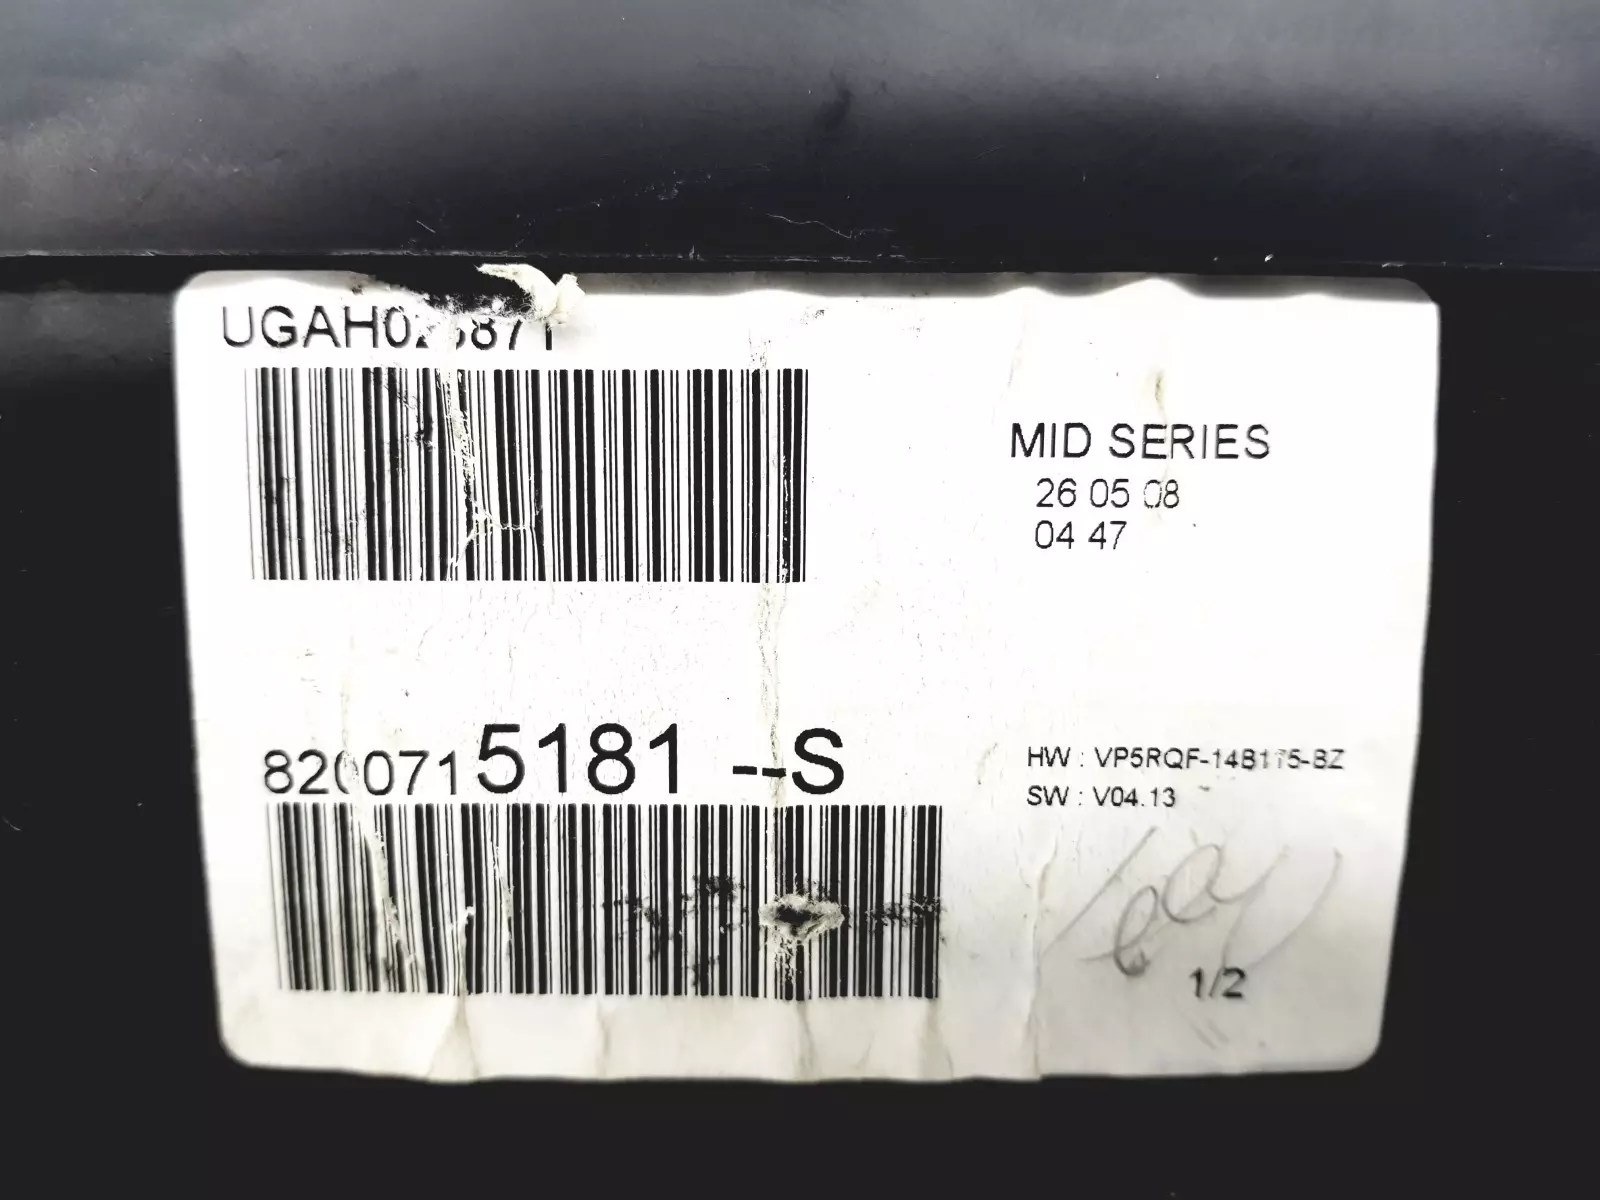 MID SERIES
26 05 08
04 47
8200715181 --S
HW : VP5RQF-14B175-BZ
SW : V04.13
1/2